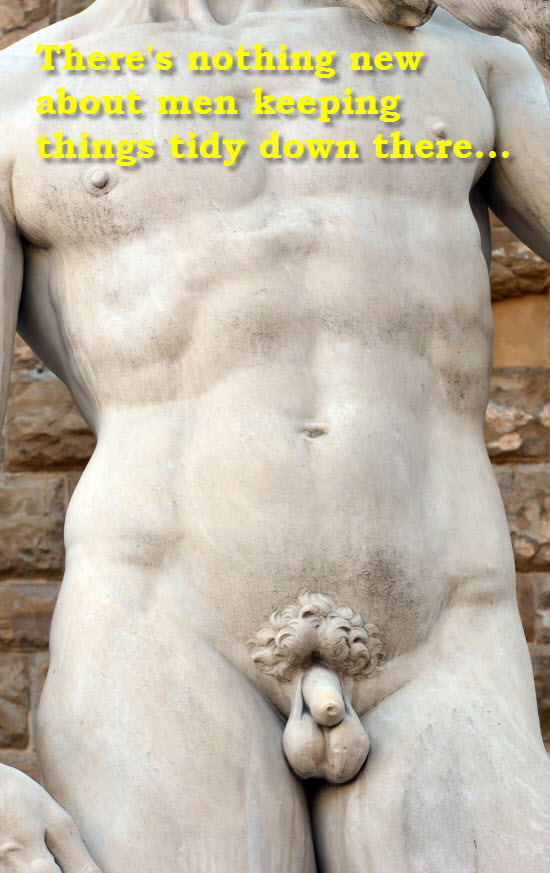 There's nothing new
about men keeping
things tidy down there...